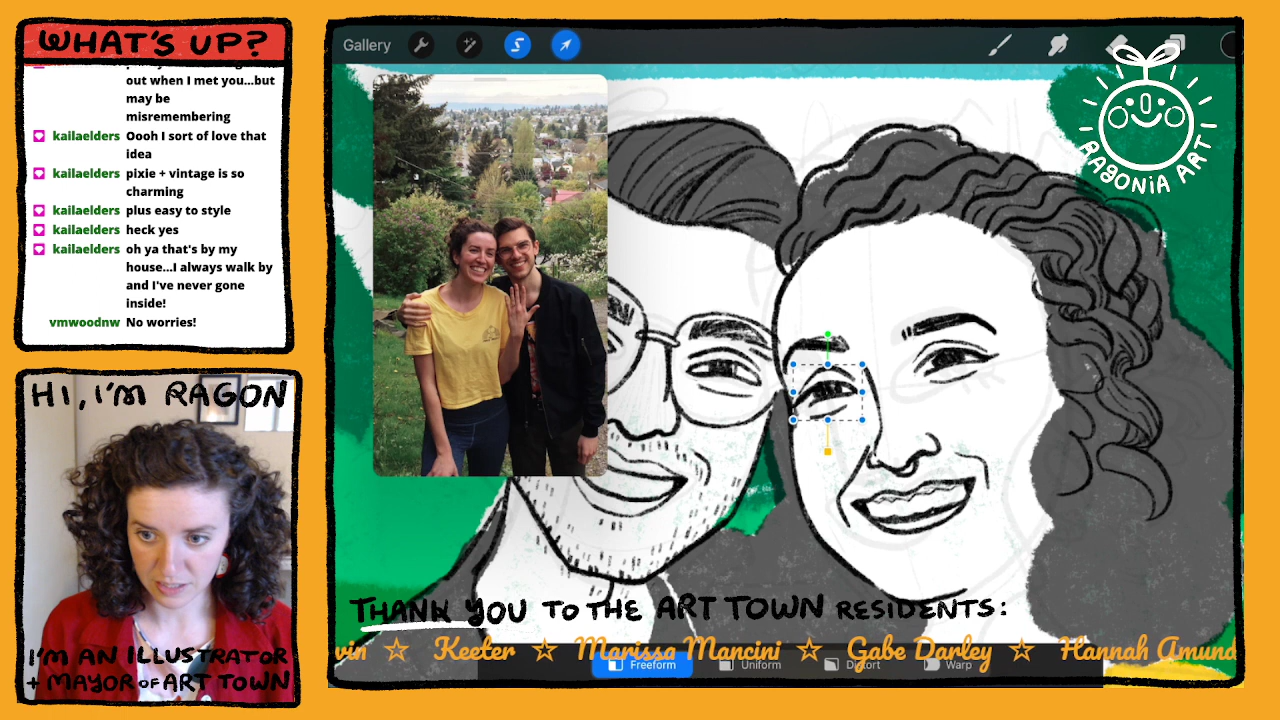 WHAT'S UP?
out when I met you...but
may be
misremembering
kailaelders Oooh I sort of love that
idea
kailaelders pixie + vintage is so
charming
kailaelders plus easy to style
kailaelders heck yes
kailaelders oh ya that's by my
house...I always walk by
and I've never gone
inside!
vmwoodnw No worries!
HI, I'M RAGON
I'M AN ILLUSTRATOR
+ MAYOR OF ART TOWN
Gallery
RAGONIA ART
THANK YOU TO THE ART TOWN RESIDENTS:
vin ☆ Keeter ☆ Marissa Mancini ☆ Gabe Darley ☆ Hannah Amund
Freeform Uniform Distort Warp